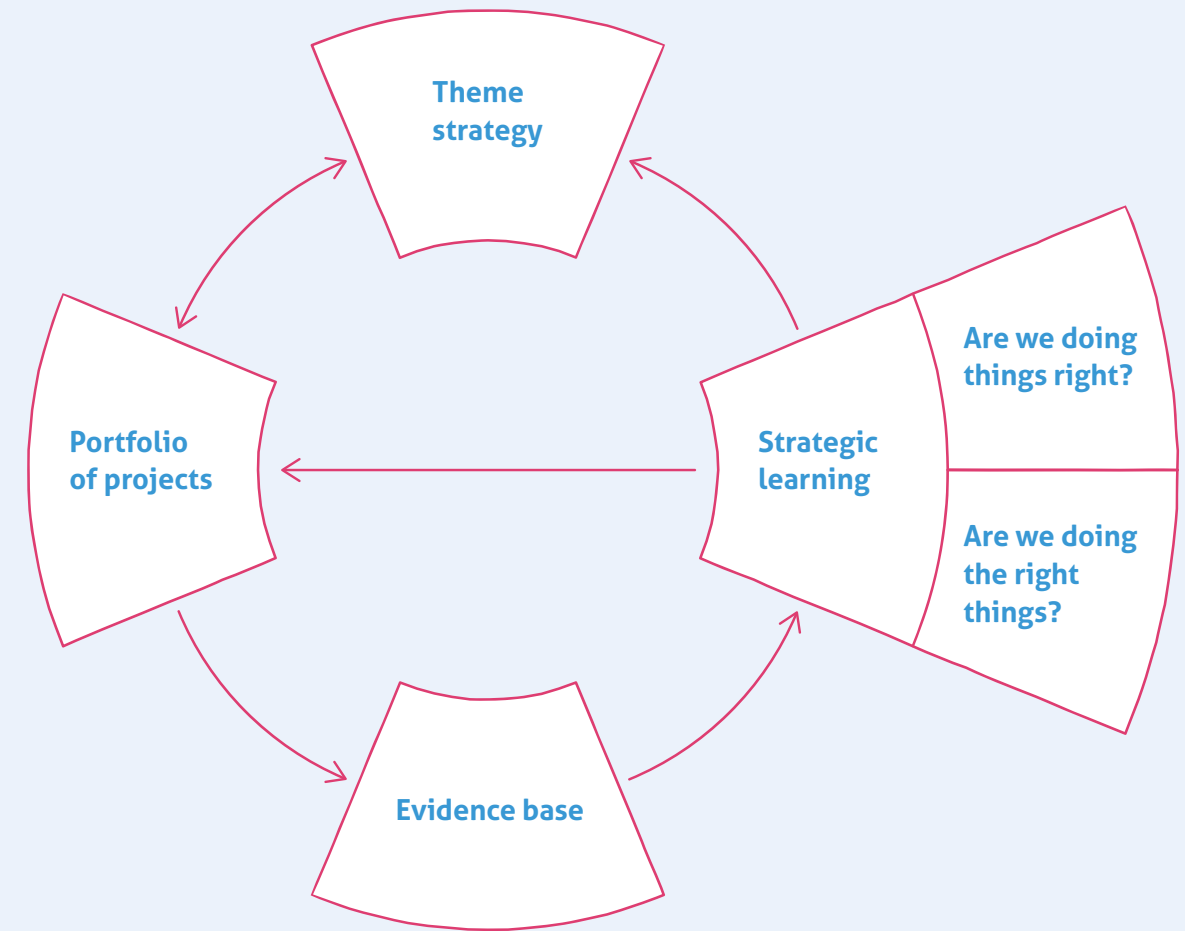 Theme
strategy
Are we doing
things right?
Portfolio
of projects
Strategic
learning
Are we doing
the right
things?
Evidence base